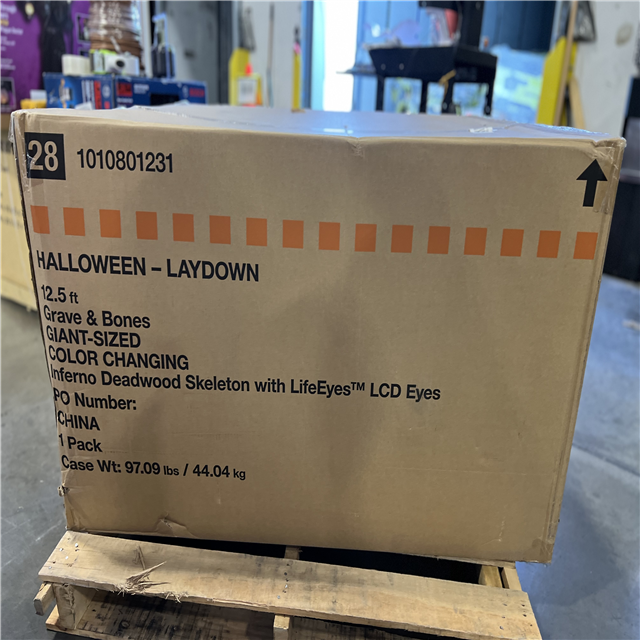 28 1010801231
HALLOWEEN – LAYDOWN
12.5 ft
Grave & Bones
GIANT-SIZED
COLOR CHANGING
Inferno Deadwood Skeleton with LifeEyes™ LCD Eyes
PO Number:
CHINA
1 Pack
Case Wt: 97.09 lbs / 44.04 kg